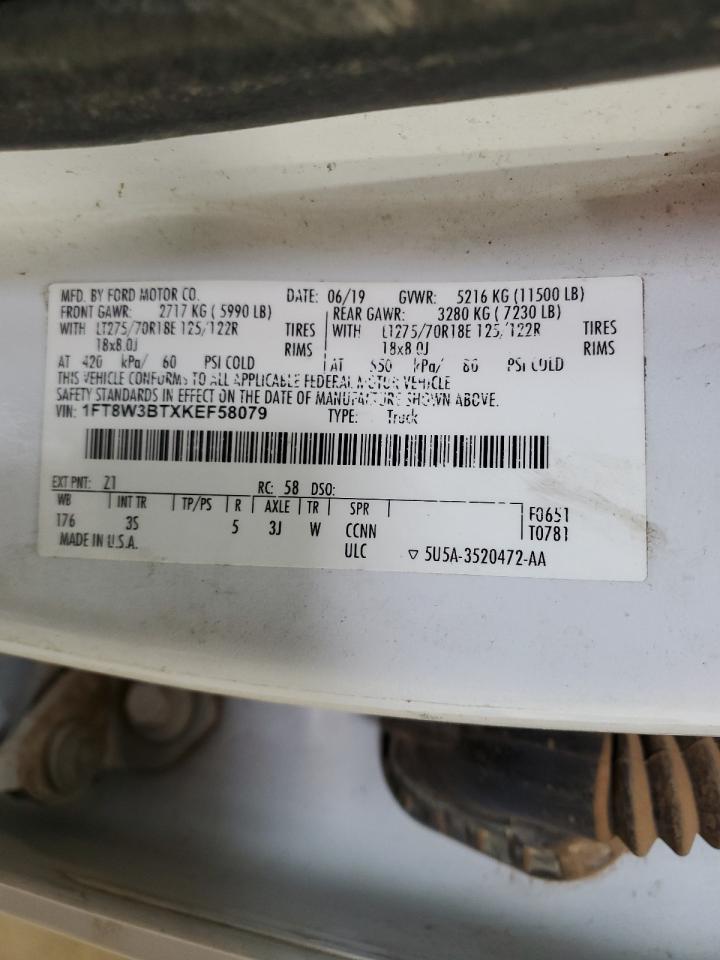 MFD. BY FORD MOTOR CO. DATE: 06/19 GVWR: 5216 KG (11500 LB)
FRONT GAWR: 2717 KG ( 5990 LB) REAR GAWR: 3280 KG ( 7230 LB)
WITH LT275/70R18E 125/122R TIRES WITH LT275/70R18E 125/122R TIRES
18x8.0J RIMS 18x8.0J RIMS
AT 420 kPa/ 60 PSI COLD AT 550 kPa/ 80 PSI COLD
THIS VEHICLE CONFORMS TO ALL APPLICABLE FEDERAL MOTOR VEHICLE
SAFETY STANDARDS IN EFFECT ON THE DATE OF MANUFACTURE SHOWN ABOVE.
VIN: 1FT8W3BTXKEF58079 TYPE: Truck
EXT PNT: Z1 RC: 58 DSO:
WB INT TR TP/PS R AXLE TR SPR F0651
176 3S 5 3J W CCNN T0781
MADE IN U.S.A. ULC ▽ 5U5A-3520472-AA